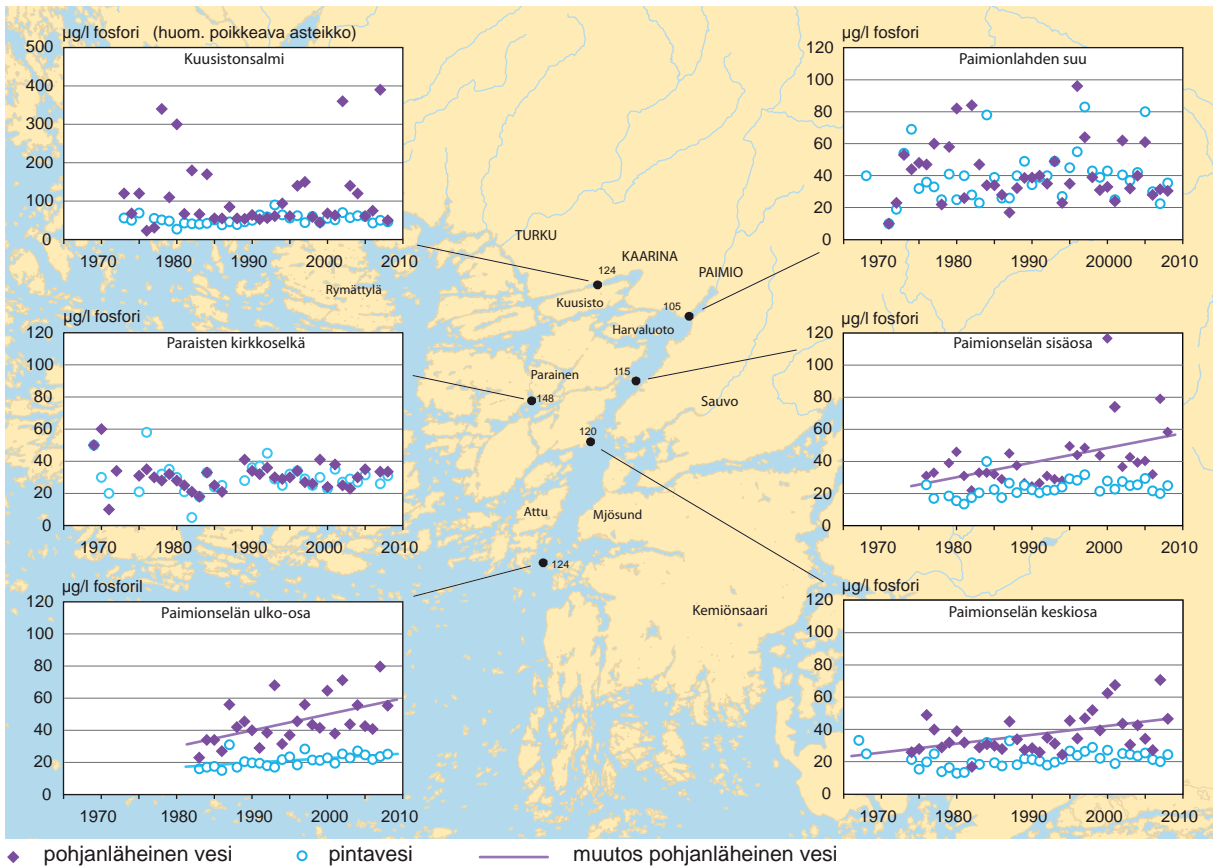 µg/l fosfori (huom. poikkeava asteikko)
Kuusistonsalmi
500
400
300
200
100
0
1970 1980 1990 2000 2010
µg/l fosfori
Paimionlahden suu
120
100
80
60
40
20
0
1970 1980 1990 20000 2010
TURKU
KAARINA
PAIMIO
124
Rymättylä
Kuusisto
105
Harvaluoto
µg/l fosfori
Paraisten kirkkoselkä
120
100
80
60
40
20
0
1970 1980 1990 2000 2010
µg/l fosfori
Paimionselän sisäosa
120
100
80
60
40
20
0
1970 1980 1990 2000 2010
Parainen
115
148
Sauvo
120
Attu
Mjösund
124
Kemiönsaari
µg/l fosforil
Paimionselän ulko-osa
120
100
80
60
40
20
0
1970 1980 1990 2000 2010
µg/l fosfori
Paimionselän keskiosa
120
100
80
60
40
20
0
1970 1980 1990 2000 2010
pohjanläheinen vesi pintavesi muutos pohjanläheinen vesi